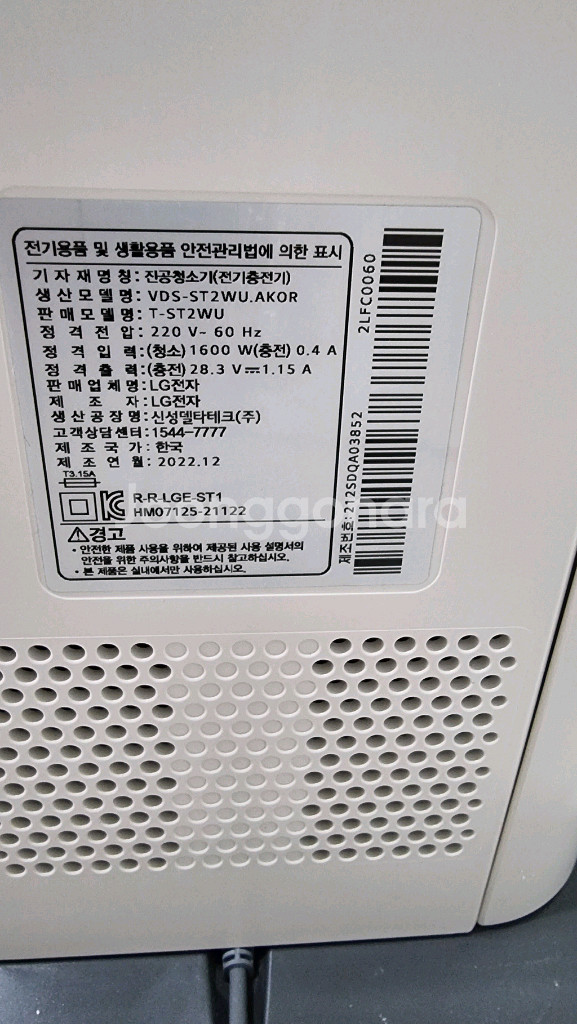 전기용품 및 생활용품 안전관리법에 의한 표시
기 자 재 명 칭 : 진공청소기(전기충전기)
생 산 모 델 명 : VDS-ST2WU.AKOR
판 매 모 델 명 : T-ST2WU
정 격 전 압 : 220 V~ 60 Hz
정 격 입 력 : (청소) 1600 W(충전) 0.4 A
정 격 출 력 : (충전) 28.3 V⎓1.15 A
판 매 업 체 명 : LG전자
제 조 자 : LG전자
생 산 공 장 명 : 신성델타테크(주)
고객상담센터 : 1544-7777
제 조 국 가 : 한국
제 조 연 월 : 2022.12
T3.15A
R-R-LGE-ST1
HM07125-21122
⚠경고
• 안전한 제품 사용을 위하여 제공된 사용 설명서의
안전을 위한 주의사항을 반드시 참고하십시오.
• 본 제품은 실내에서만 사용하십시오.
2LFC0060
제조번호: 212SDQA03852
Joonggonara